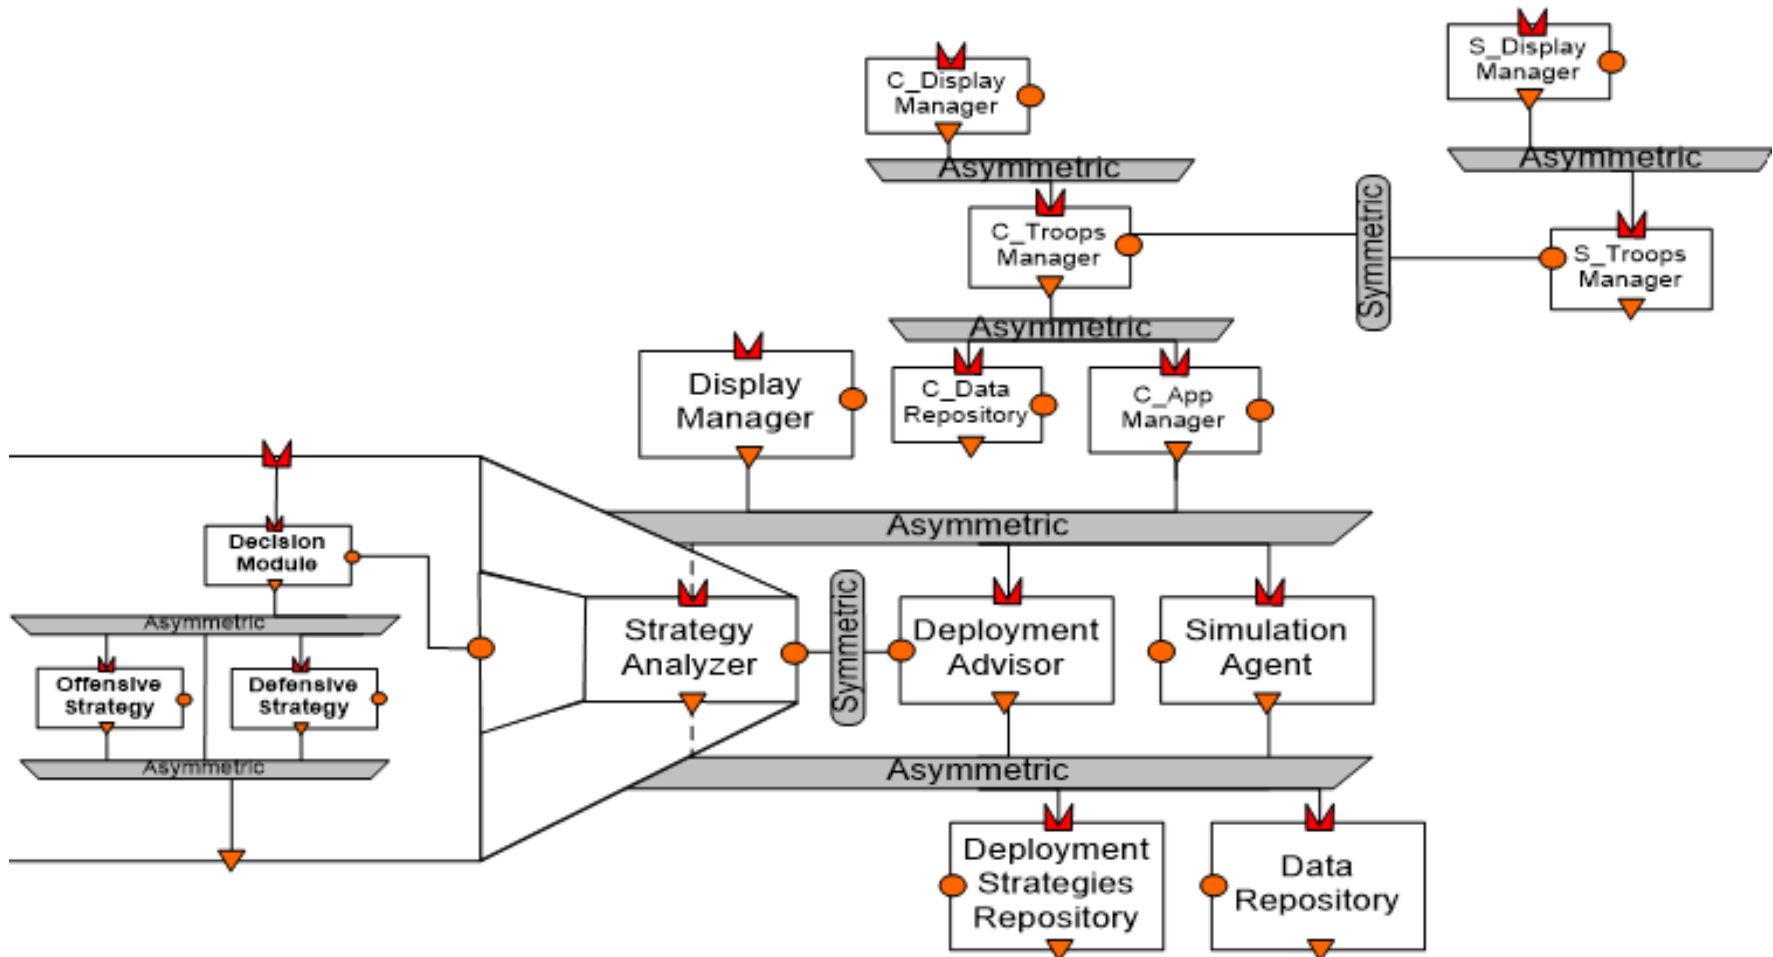 S_Display
Manager
C_Display
Manager
Asymmetric
Asymmetric
C_Troops
Manager
Symmetric
S_Troops
Manager
Asymmetric
Display
Manager
C_Data
Repository
C_App
Manager
Asymmetric
Decision
Module
Asymmetric
Offensive
Strategy
Defensive
Strategy
Asymmetric
Strategy
Analyzer
Symmetric
Deployment
Advisor
Simulation
Agent
Asymmetric
Deployment
Strategies
Repository
Data
Repository